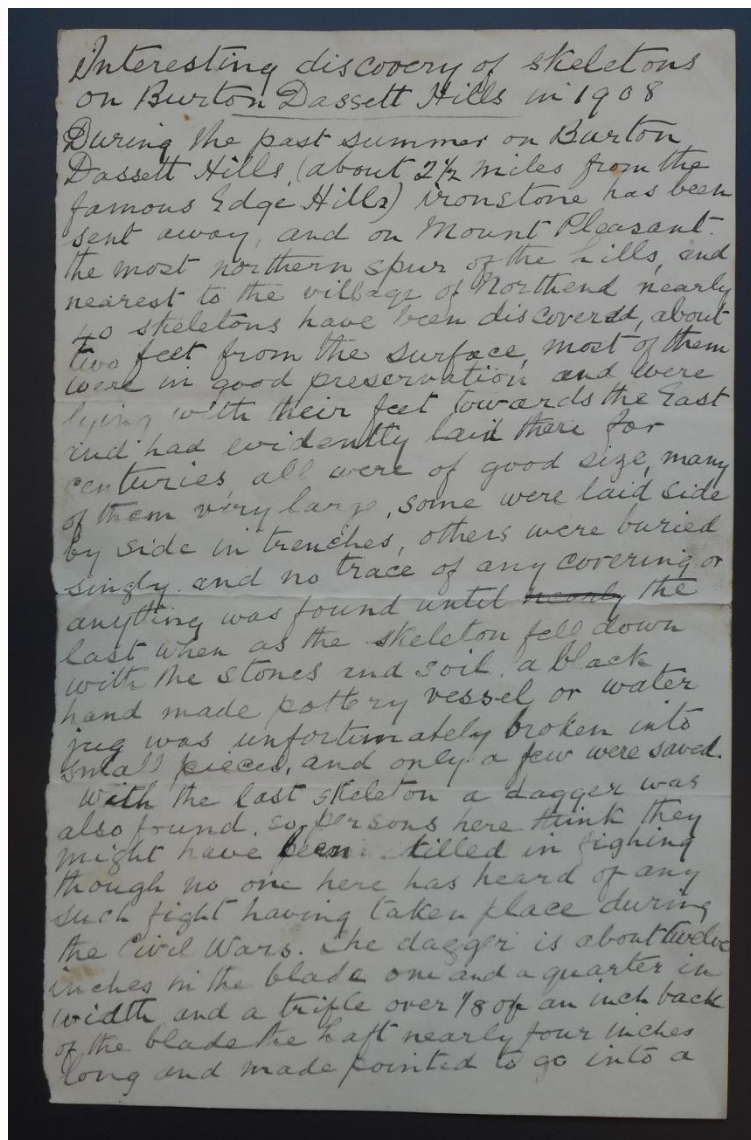 Interesting discovery of skeletons
on Burton Dassett Hills in 1908
During the past summer on Burton
Dassett Hills, (about 2½ miles from the
famous Edge Hills) ironstone has been
sent away, and on Mount Pleasant.
the most northern spur of the hills, and
nearest to the village of Northend nearly
40 skeletons have been discovered, about
two feet from the surface, most of them
were in good preservation and were
lying with their feet towards the East
and had evidently laid there for
centuries, all were of good size, many
of them very large, some were laid side
by side in trenches, others were buried
singly. and no trace of any covering or
anything was found until nearly the
last when as the skeleton fell down
with the stones and soil. a black
hand made pottery vessel or water
jug was unfortunately broken into
small pieces, and only a few were saved.
With the last skeleton a dagger was
also found. so persons here think they
might have been killed in fighing
though no one here has heard of any
such fight having taken place during
the Civil Wars. The dagger is about twelve
inches in the blade one and a quarter in
width and a trifle over 1/8 of an inch back
of the blade the haft nearly four inches
long and made pointed to go into a